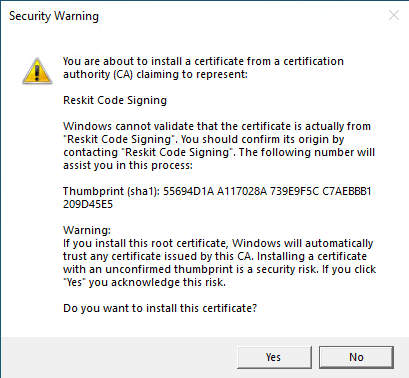 Security Warning
You are about to install a certificate from a certification
authority (CA) claiming to represent:
Reskit Code Signing
Windows cannot validate that the certificate is actually from
"Reskit Code Signing". You should confirm its origin by
contacting "Reskit Code Signing". The following number will
assist you in this process:
Thumbprint (sha1): 55694D1A A117028A 739E9F5C C7AEBBB1
209D45E5
Warning:
If you install this root certificate, Windows will automatically
trust any certificate issued by this CA. Installing a certificate
with an unconfirmed thumbprint is a security risk. If you click
"Yes" you acknowledge this risk.
Do you want to install this certificate?
Yes
No